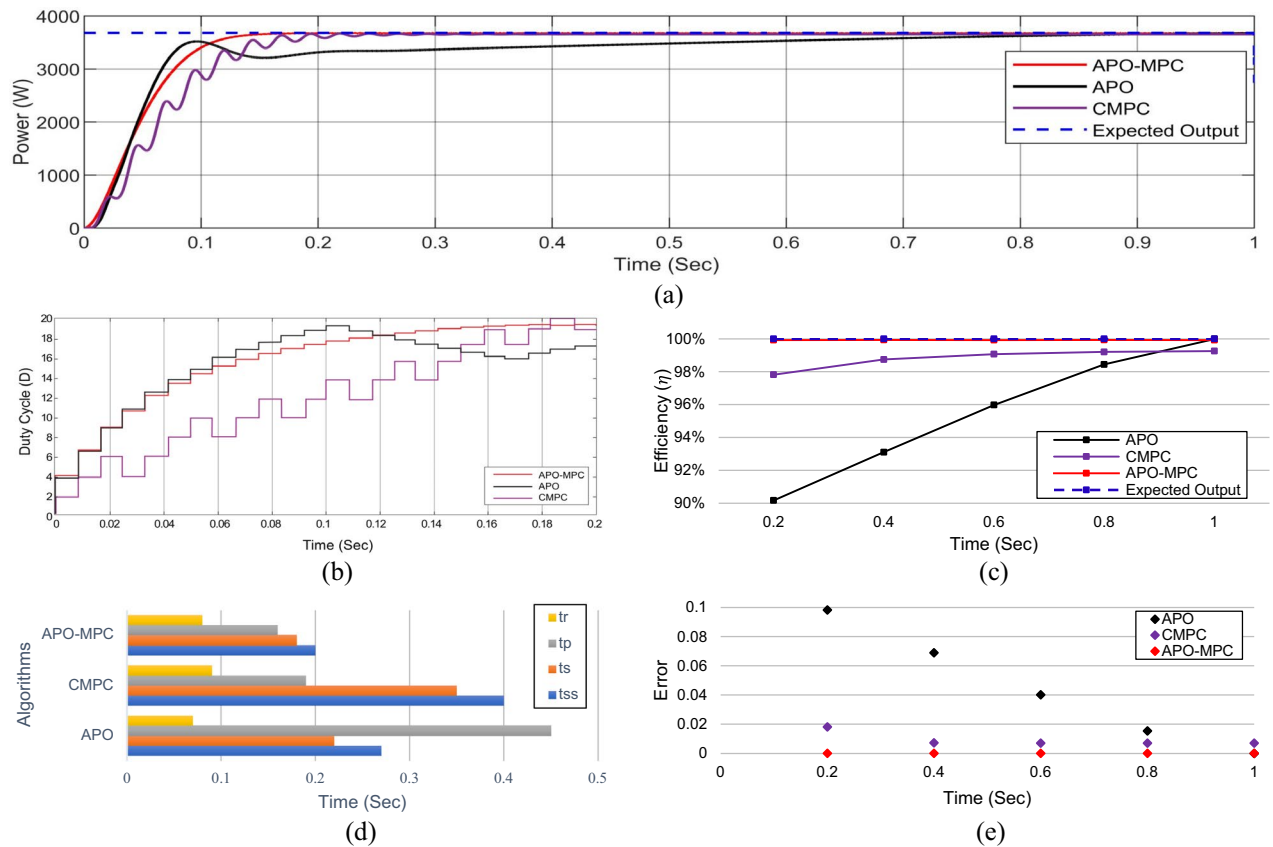 4000
3000
2000
1000
0
Power (W)
APO-MPC
APO
CMPC
Expected Output
0 0.1 0.2 0.3 0.4 0.5 0.6 0.7 0.8 0.9 1
Time (Sec)
(a)
20
18
16
14
12
10
8
6
4
2
0
Duty Cycle (D)
APO-MPC
APO
CMPC
0 0.02 0.04 0.06 0.08 0.1 0.12 0.14 0.16 0.18 0.2
Time (Sec)
(b)
100%
98%
96%
94%
92%
90%
Efficiency (η)
APO
CMPC
APO-MPC
Expected Output
0.2 0.4 0.6 0.8 1
Time (Sec)
(c)
Algorithms
APO-MPC
CMPC
APO
tr
tp
ts
tss
0 0.1 0.2 0.3 0.4 0.5
Time (Sec)
(d)
0.1
0.08
0.06
0.04
0.02
0
Error
APO
CMPC
APO-MPC
0 0.2 0.4 0.6 0.8 1
Time (Sec)
(e)